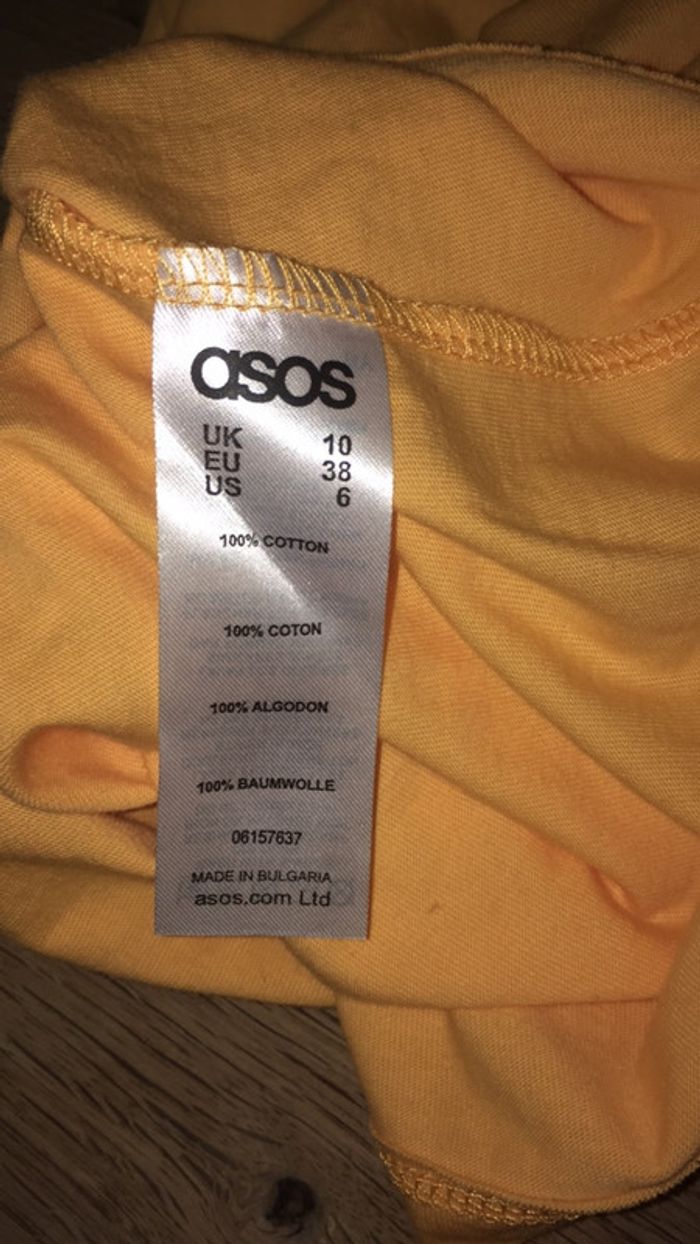 asos
UK 10
EU 38
US 6
100% COTTON
100% COTON
100% ALGODON
100% BAUMWOLLE
06157637
MADE IN BULGARIA
asos.com Ltd